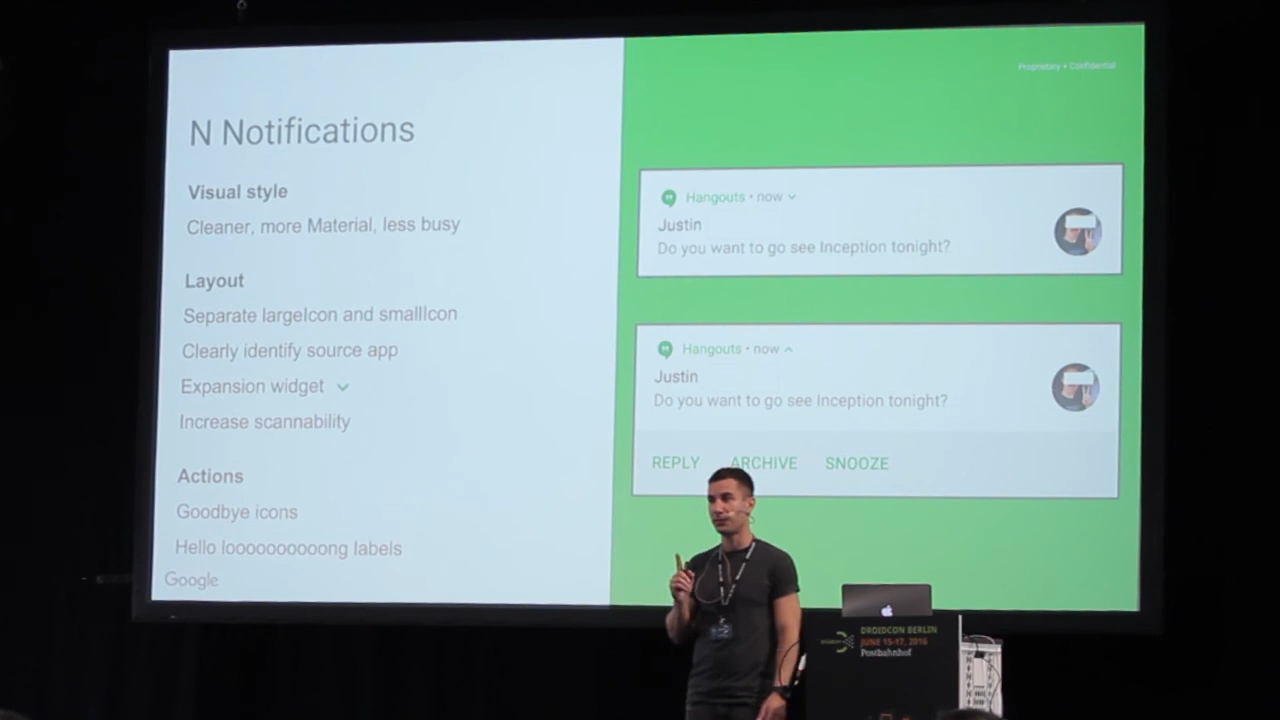 Proprietary • Confidential
N Notifications
Visual style
Cleaner, more Material, less busy
Layout
Separate largeIcon and smallIcon
Clearly identify source app
Expansion widget
Increase scannability
Actions
Goodbye icons
Hello loooooooooong labels
Google
Hangouts • now
Justin
Do you want to go see Inception tonight?
Hangouts • now
Justin
Do you want to go see Inception tonight?
REPLY ARCHIVE SNOOZE
DROIDCON BERLIN
JUNE 15-17, 2016
Postbahnhof